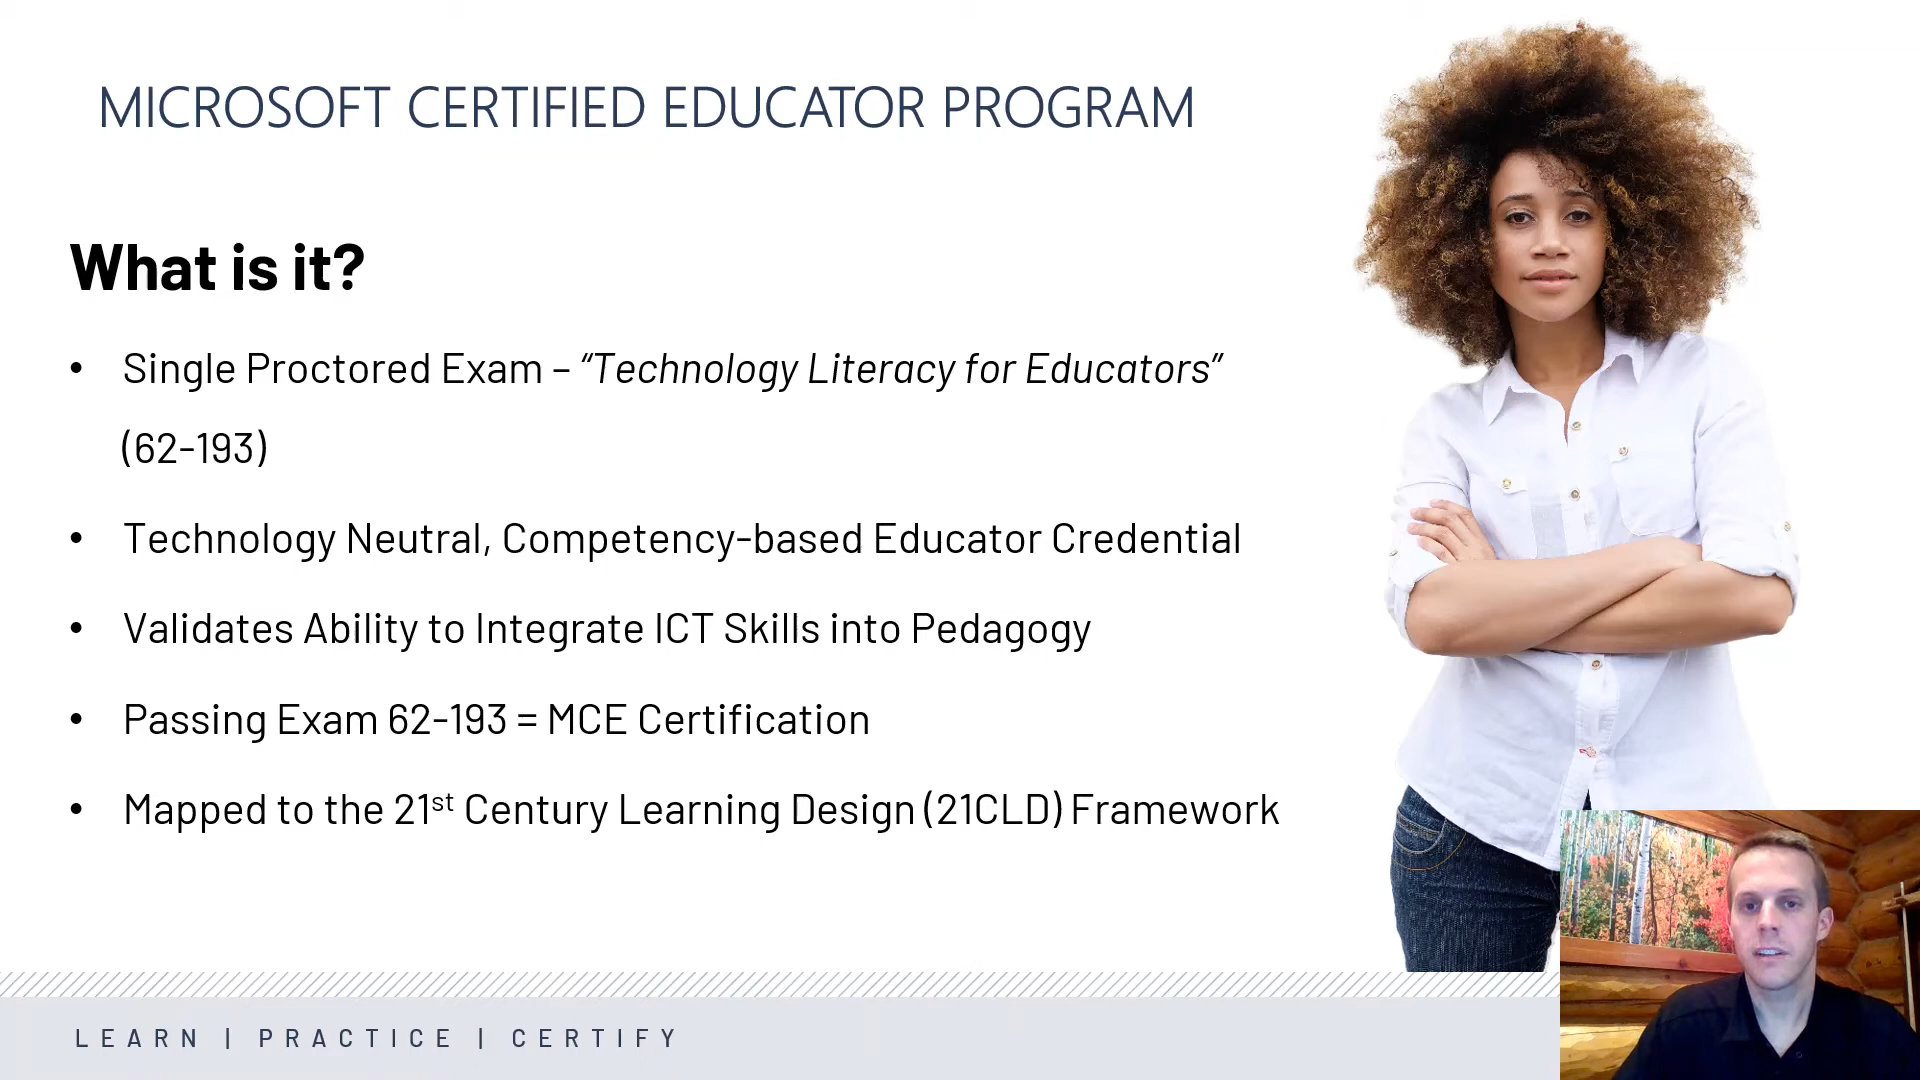 MICROSOFT CERTIFIED EDUCATOR PROGRAM
What is it?
• Single Proctored Exam – “Technology Literacy for Educators”
(62-193)
• Technology Neutral, Competency-based Educator Credential
• Validates Ability to Integrate ICT Skills into Pedagogy
• Passing Exam 62-193 = MCE Certification
• Mapped to the 21st Century Learning Design (21CLD) Framework
LEARN | PRACTICE | CERTIFY